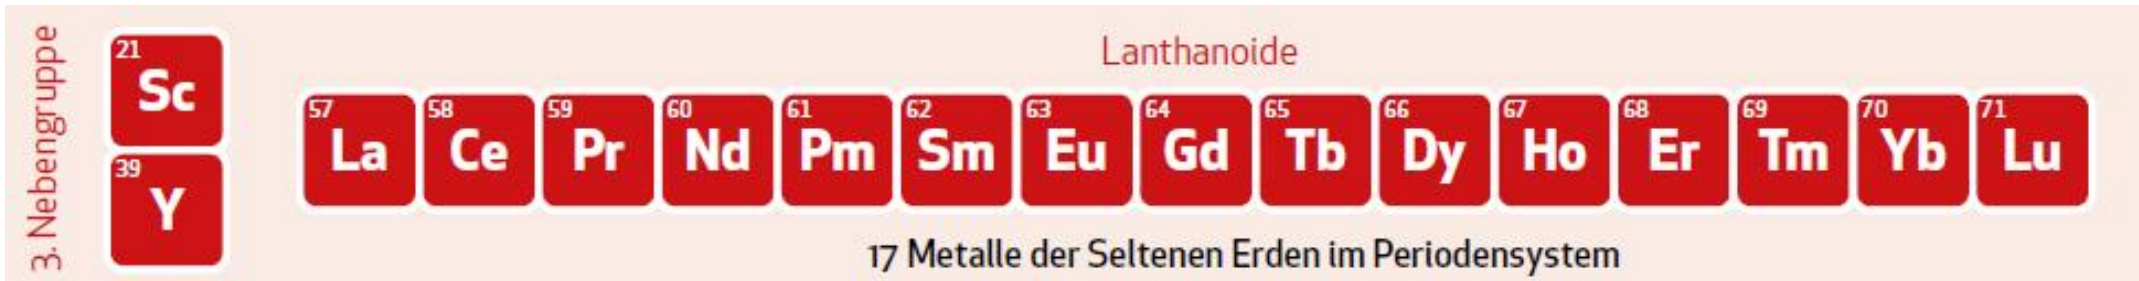 3. Nebengruppe
21
Sc
39
Y
Lanthanoide
57
La
58
Ce
59
Pr
60
Nd
61
Pm
62
Sm
63
Eu
64
Gd
65
Tb
66
Dy
67
Ho
68
Er
69
Tm
70
Yb
71
Lu
17 Metalle der Seltenen Erden im Periodensystem